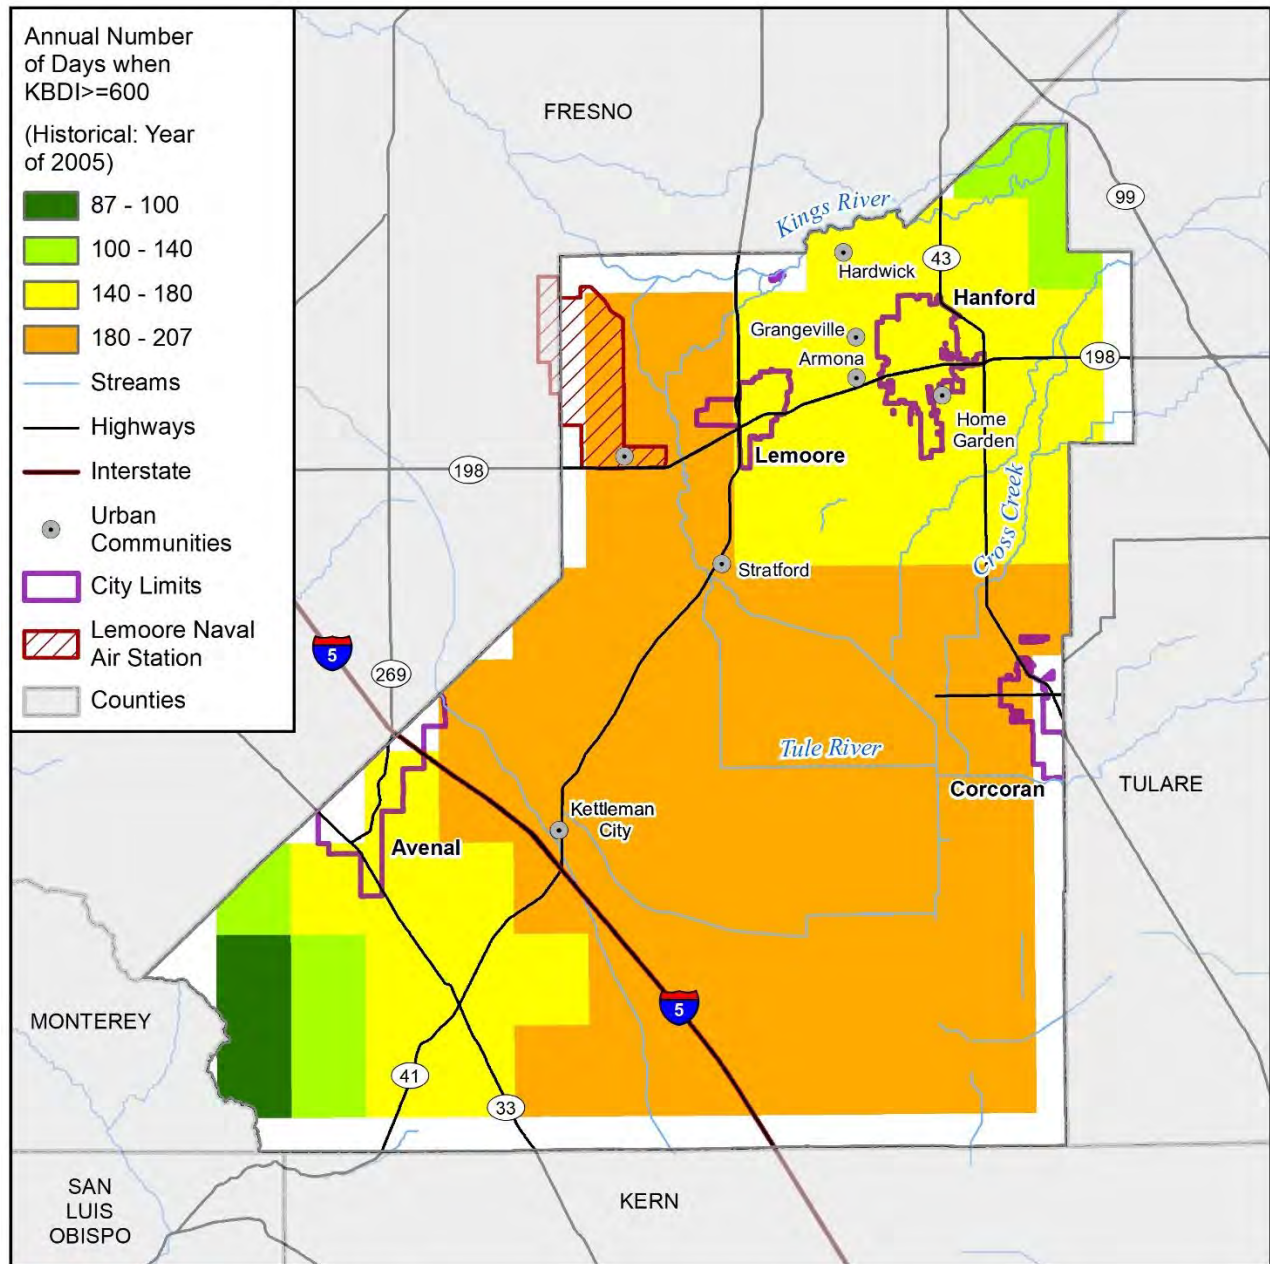 Annual Number
of Days when
KBDI>=600
(Historical: Year
of 2005)
87 - 100
100 - 140
140 - 180
180 - 207
Streams
Highways
Interstate
Urban
Communities
City Limits
Lemoore Naval
Air Station
Counties
FRESNO
Kings River
99
Hardwick
43
Hanford
Grangeville
Armona
198
Home
Garden
Lemoore
198
Cross Creek
Stratford
5
269
Tule River
Corcoran
TULARE
Kettleman
City
Avenal
5
MONTEREY
41
33
SAN
LUIS
OBISPO
KERN